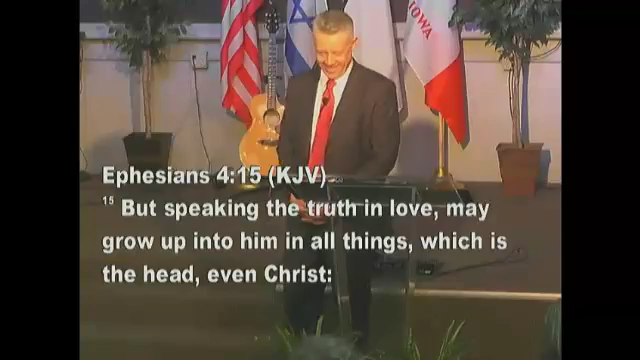 IOWA
Ephesians 4:15 (KJV)
15 But speaking the truth in love, may
grow up into him in all things, which is
the head, even Christ: